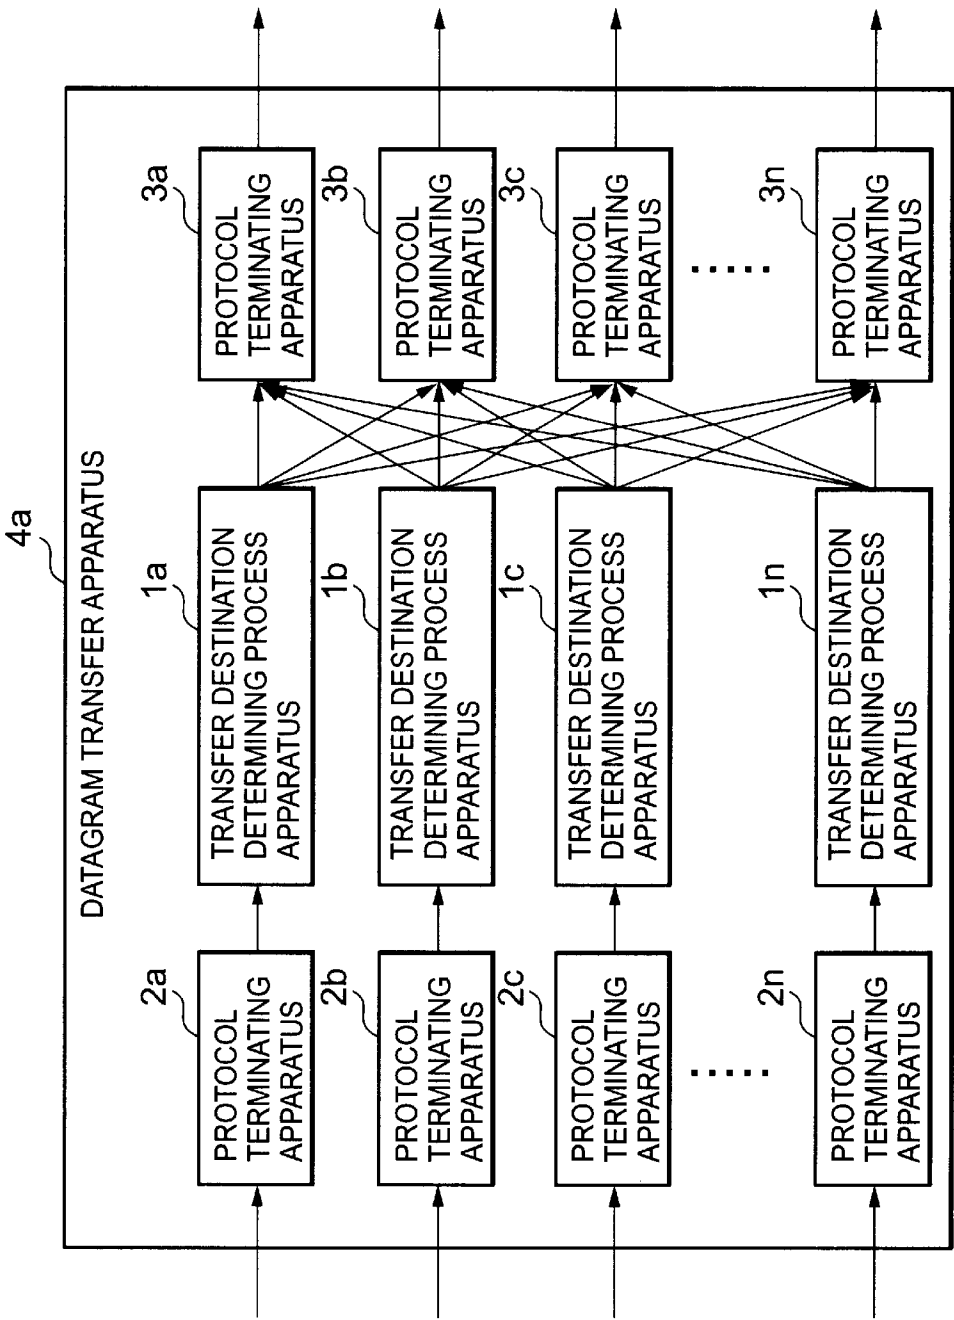 4a
DATAGRAM TRANSFER APPARATUS
2a
PROTOCOL
TERMINATING
APPARATUS
1a
TRANSFER DESTINATION
DETERMINING PROCESS
APPARATUS
3a
PROTOCOL
TERMINATING
APPARATUS
2b
PROTOCOL
TERMINATING
APPARATUS
1b
TRANSFER DESTINATION
DETERMINING PROCESS
APPARATUS
3b
PROTOCOL
TERMINATING
APPARATUS
2c
PROTOCOL
TERMINATING
APPARATUS
1c
TRANSFER DESTINATION
DETERMINING PROCESS
APPARATUS
3c
PROTOCOL
TERMINATING
APPARATUS
2n
PROTOCOL
TERMINATING
APPARATUS
1n
TRANSFER DESTINATION
DETERMINING PROCESS
APPARATUS
3n
PROTOCOL
TERMINATING
APPARATUS